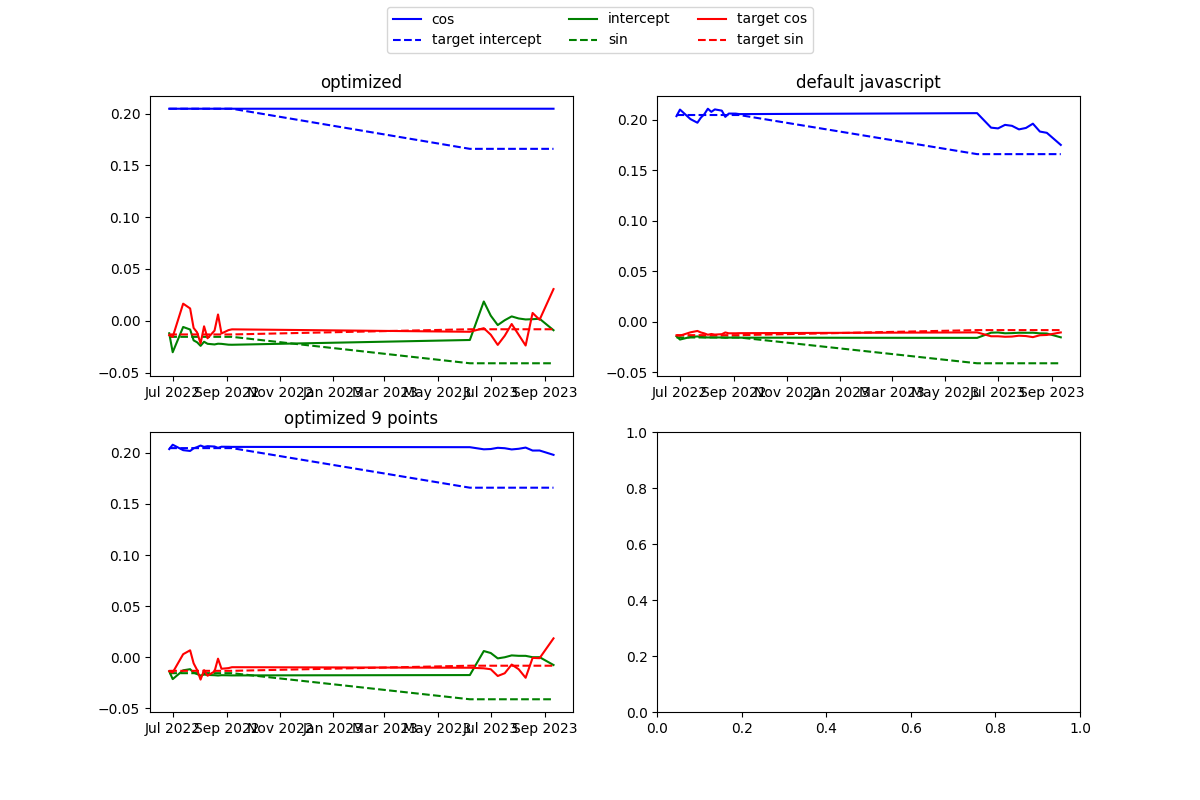 cos intercept target cos
target intercept sin target sin
optimized
0.20
0.15
0.10
0.05
0.00
−0.05
Jul 2022 Sep 2022 Nov 2022 Jan 2023 Mar 2023 May 2023 Jul 2023 Sep 2023
default javascript
0.20
0.15
0.10
0.05
0.00
−0.05
Jul 2022 Sep 2022 Nov 2022 Jan 2023 Mar 2023 May 2023 Jul 2023 Sep 2023
optimized 9 points
0.20
0.15
0.10
0.05
0.00
−0.05
Jul 2022 Sep 2022 Nov 2022 Jan 2023 Mar 2023 May 2023 Jul 2023 Sep 2023
1.0
0.8
0.6
0.4
0.2
0.0
0.0 0.2 0.4 0.6 0.8 1.0